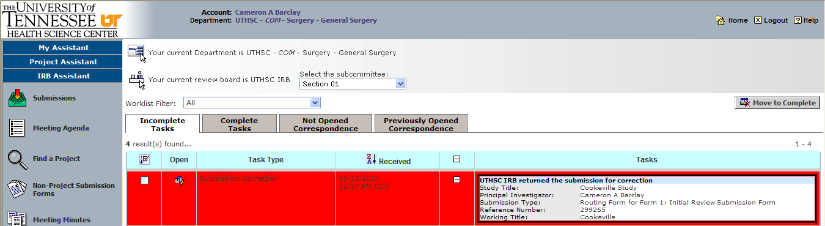 The UNIVERSITY of
TENNESSEE UT
HEALTH SCIENCE CENTER
Account: Cameron A Barclay
Department: UTHSC - COM - Surgery - General Surgery
Home Logout Help
My Assistant
Project Assistant
IRB Assistant
Submissions
Meeting Agenda
Find a Project
Non-Project Submission
Forms
Meeting Minutes
Your current Department is UTHSC - COM - Surgery - General Surgery
Your current review board is UTHSC IRB
Select the subcommittee:
Section 01
Worklist Filter: All
Move to Complete
Incomplete
Tasks
Complete
Tasks
Not Opened
Correspondence
Previously Opened
Correspondence
4 result(s) found...
1 - 4
Open Task Type Received Tasks
Submission Correction
UTHSC IRB returned the submission for correction
Study Title: Cookeville Study
Principal Investigator: Cameron A Barclay
Submission Type: Routing Form for Form 1: Initial Review Submission Form
Reference Number: 299265
Working Title: Cookeville